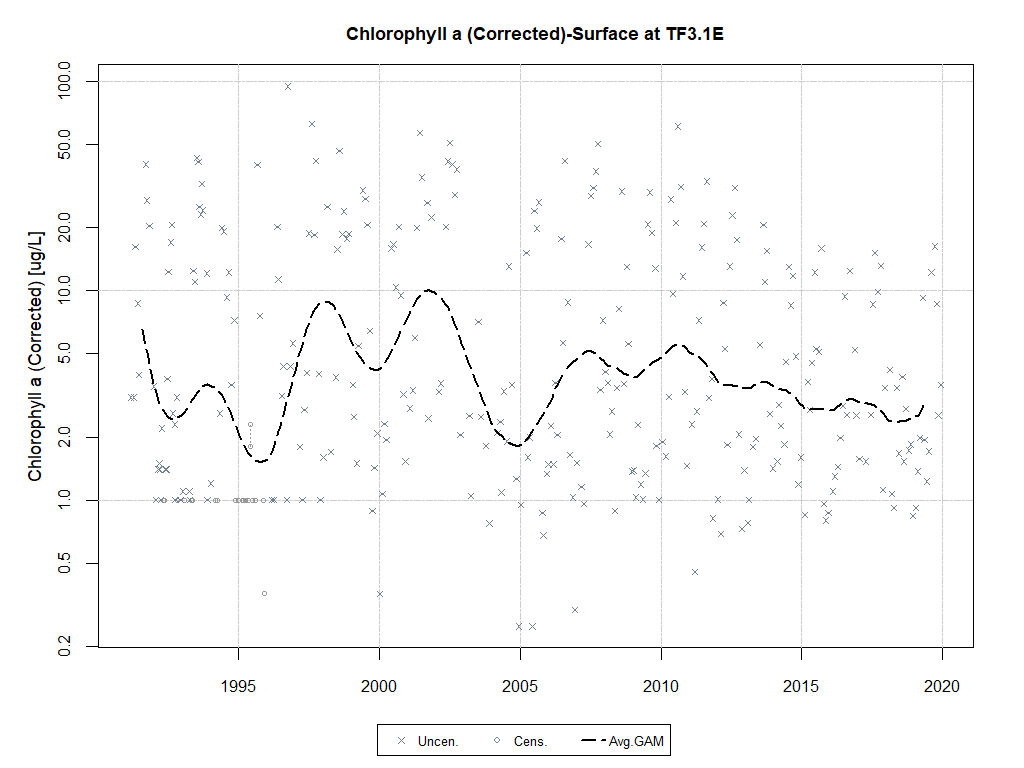 Chlorophyll a (Corrected)-Surface at TF3.1E
Chlorophyll a (Corrected) [ug/L]
100.0
50.0
20.0
10.0
5.0
2.0
1.0
0.5
0.2
1995 2000 2005 2010 2015 2020
Uncen. Cens. Avg.GAM